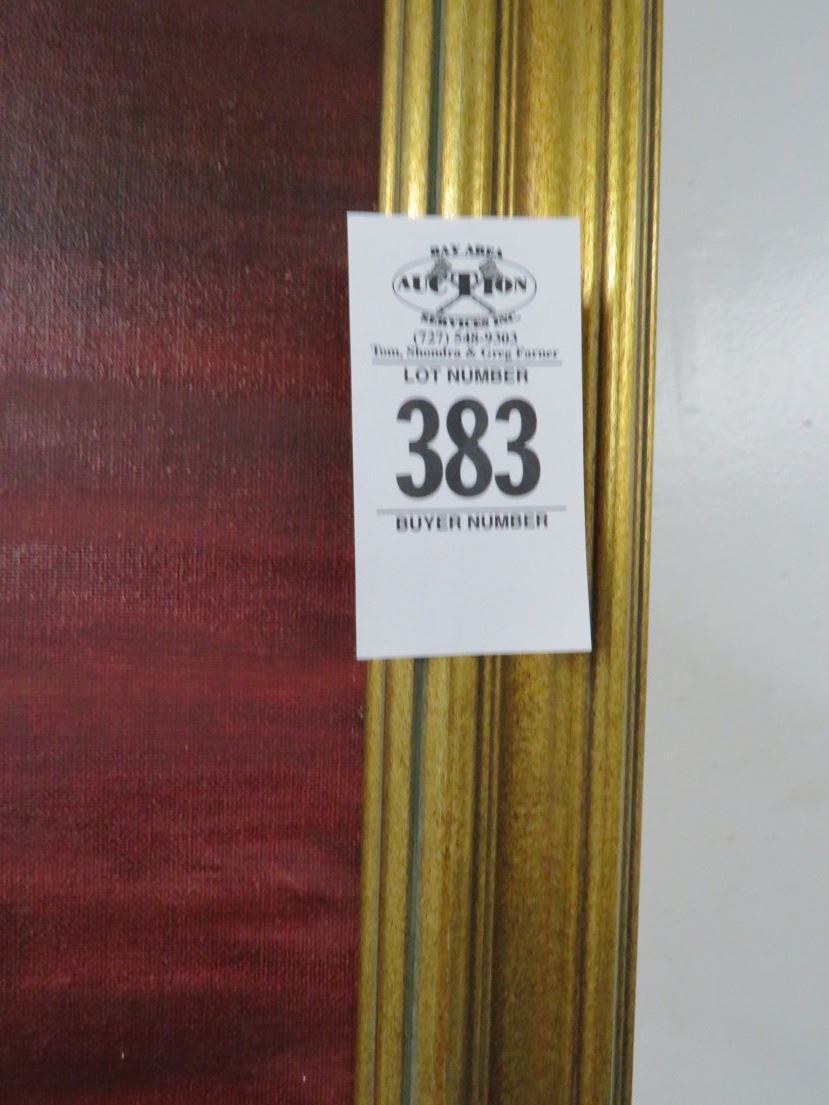 BAY AREA
AUCTION
SERVICES INC.
(727) 548-9303
Tom, Shondra & Greg Farner
LOT NUMBER
383
BUYER NUMBER